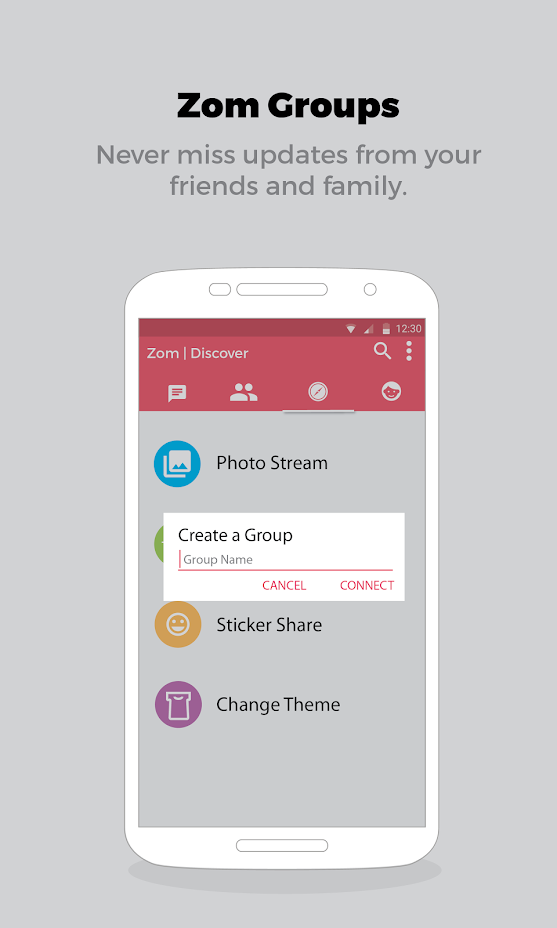 Zom Groups
Never miss updates from your
friends and family.
12:30
Zom | Discover
Photo Stream
Create a Group
Group Name
CANCEL CONNECT
Sticker Share
Change Theme